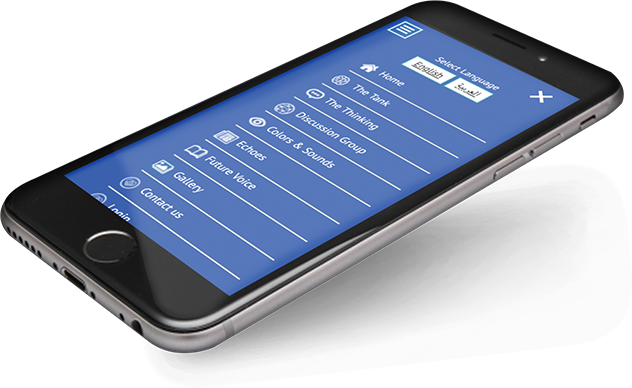 Select Language
English
العربية
Home
The Tank
The Thinking
Discussion Group
Colors & Sounds
Echoes
Future Voice
Gallery
Contact us
Login